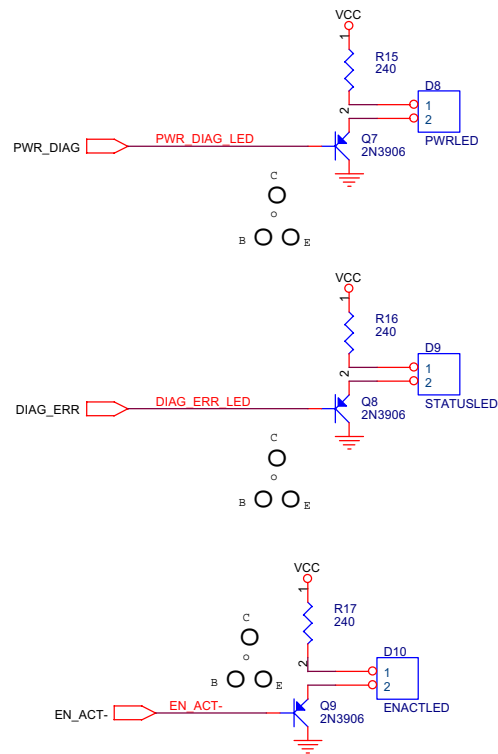 VCC
1
R15
240
D8
2
1
2
PWR_DIAG
PWR_DIAG_LED
Q7
2N3906
PWRLED
C
B
E
VCC
1
R16
240
D9
2
1
2
DIAG_ERR
DIAG_ERR_LED
Q8
2N3906
STATUSLED
C
B
E
VCC
1
R17
240
C
D10
2
1
2
B
E
EN_ACT-
EN_ACT-
Q9
2N3906
ENACTLED